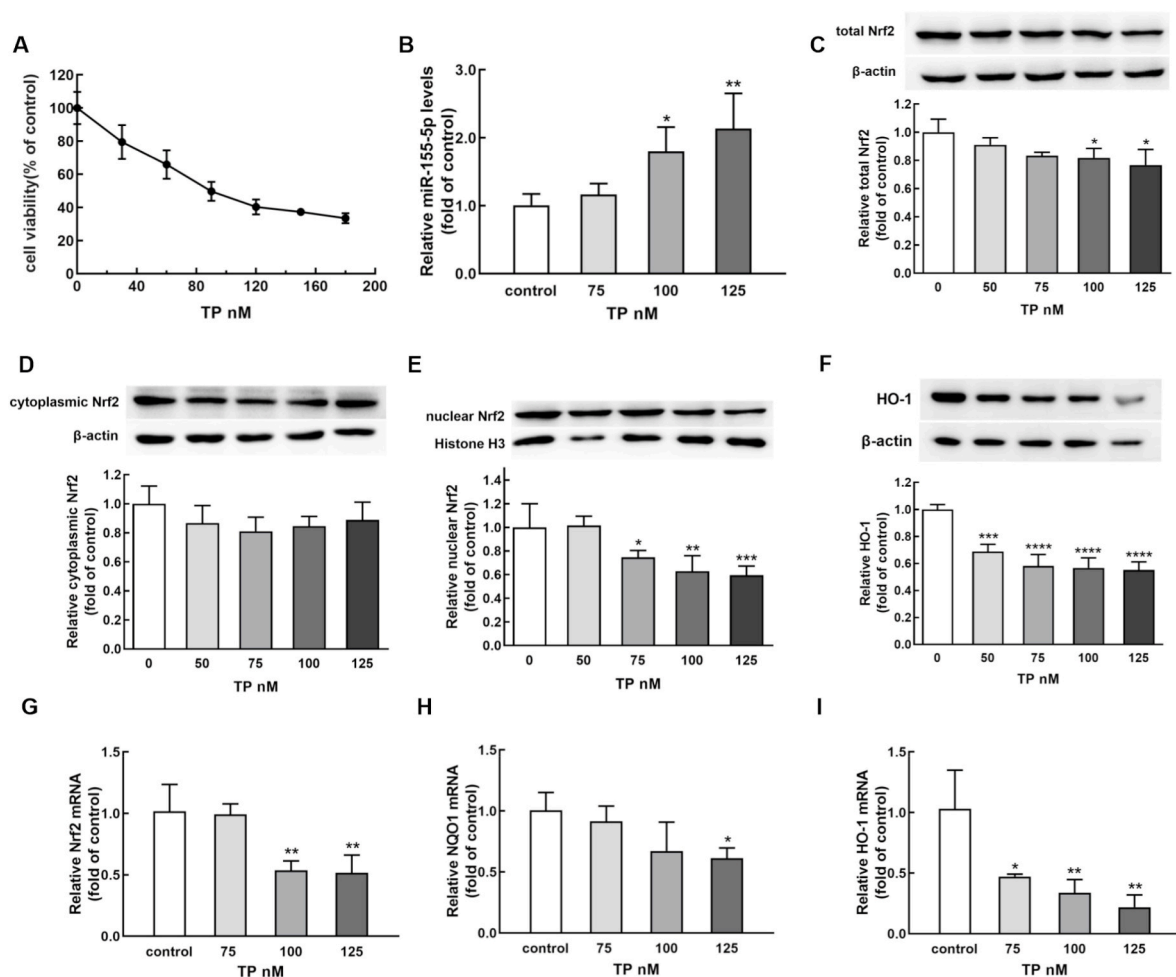 A
cell viability(% of control)
120
100
80
60
40
20
0
0 40 80 120 160 200
TP nM
B
Relative miR-155-5p levels
(fold of control)
3.0
2.0
1.0
0.0
* **
control 75 100 125
TP nM
C
total Nrf2
β-actin
Relative total Nrf2
(fold of control)
1.2
1.0
0.8
0.6
0.4
0.2
0.0
* *
0 50 75 100 125
TP nM
D
cytoplasmic Nrf2
β-actin
Relative cytoplasmic Nrf2
(fold of control)
1.2
1.0
0.8
0.6
0.4
0.2
0.0
0 50 75 100 125
TP nM
E
nuclear Nrf2
Histone H3
Relative nuclear Nrf2
(fold of control)
1.4
1.2
1.0
0.8
0.6
0.4
0.2
0.0
* ** ***
0 50 75 100 125
TP nM
F
HO-1
β-actin
Relative HO-1
(fold of control)
1.2
1.0
0.8
0.6
0.4
0.2
0.0
*** **** **** ****
0 50 75 100 125
TP nM
G
Relative Nrf2 mRNA
(fold of control)
1.5
1.0
0.5
0.0
** **
control 75 100 125
TP nM
H
Relative NQO1 mRNA
(fold of control)
1.5
1.0
0.5
0.0
*
control 75 100 125
TP nM
I
Relative HO-1 mRNA
(fold of control)
1.5
1.0
0.5
0.0
* ** **
control 75 100 125
TP nM